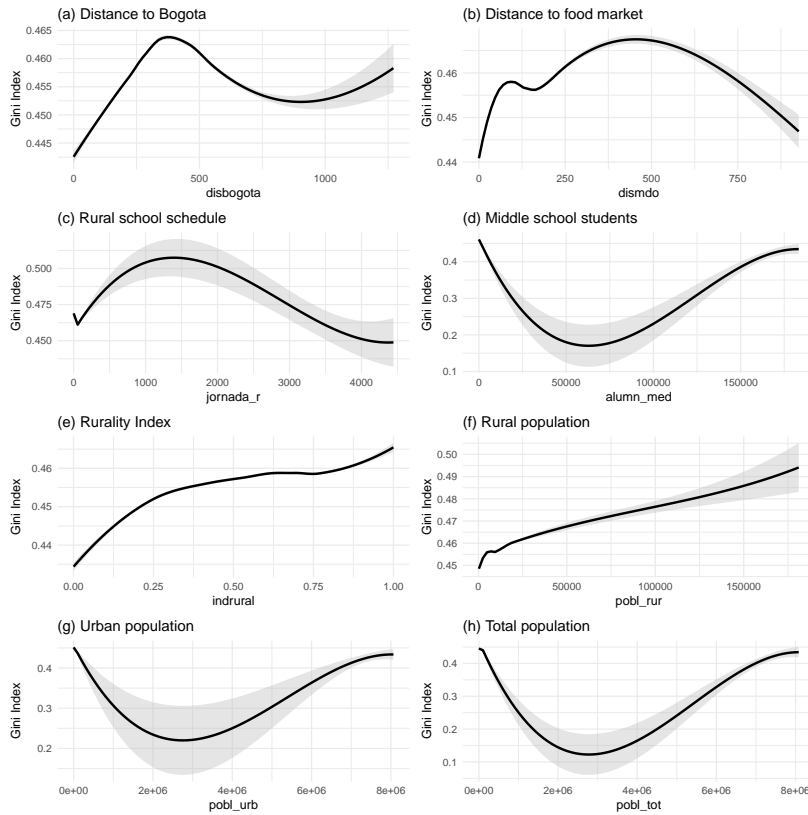 (a) Distance to Bogota
Gini Index
0.465
0.460
0.455
0.450
0.445
0 500 1000
disbogota
(b) Distance to food market
Gini Index
0.46
0.45
0.44
0 250 500 750
dismdo
(c) Rural school schedule
Gini Index
0.500
0.475
0.450
0 1000 2000 3000 4000
jornada_r
(d) Middle school students
Gini Index
0.4
0.3
0.2
0.1
0 50000 100000 150000
alumn_med
(e) Rurality Index
Gini Index
0.46
0.45
0.44
0.00 0.25 0.50 0.75 1.00
indrural
(f) Rural population
Gini Index
0.50
0.49
0.48
0.47
0.46
0.45
0 50000 100000 150000
pobl_rur
(g) Urban population
Gini Index
0.4
0.3
0.2
0e+00 2e+06 4e+06 6e+06 8e+06
pobl_urb
(h) Total population
Gini Index
0.4
0.3
0.2
0.1
0e+00 2e+06 4e+06 6e+06 8e+06
pobl_tot